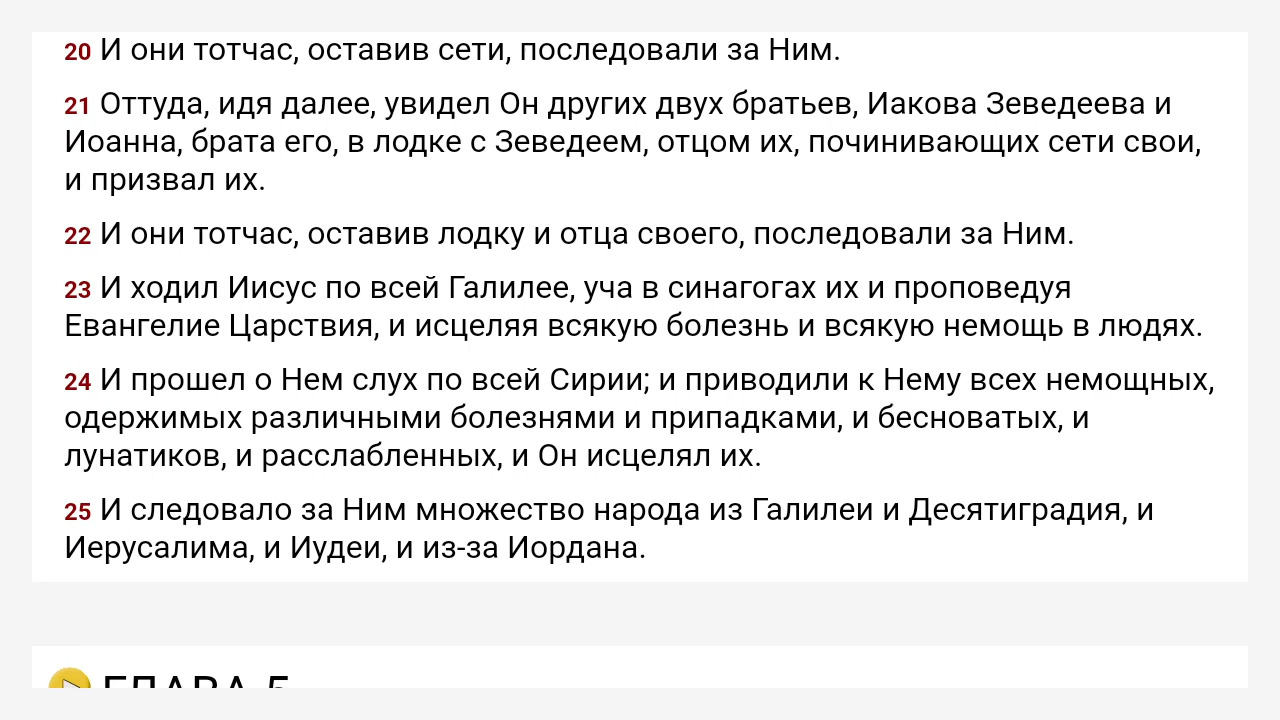 20 И они тотчас, оставив сети, последовали за Ним.
21 Оттуда, идя далее, увидел Он других двух братьев, Иакова Зеведеева и
Иоанна, брата его, в лодке с Зеведеем, отцом их, починивающих сети свои,
и призвал их.
22 И они тотчас, оставив лодку и отца своего, последовали за Ним.
23 И ходил Иисус по всей Галилее, уча в синагогах их и проповедуя
Евангелие Царствия, и исцеляя всякую болезнь и всякую немощь в людях.
24 И прошел о Нем слух по всей Сирии; и приводили к Нему всех немощных,
одержимых различными болезнями и припадками, и бесноватых, и
лунатиков, и расслабленных, и Он исцелял их.
25 И следовало за Ним множество народа из Галилеи и Десятиградия, и
Иерусалима, и Иудеи, и из-за Иордана.
ГЛАВА 5